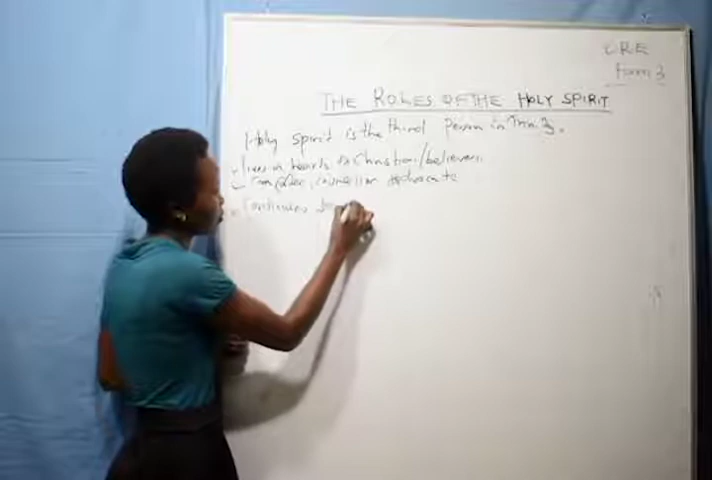 CRE
Form 3
THE ROLES OF THE HOLY SPIRIT
Holy spirit is the third Person in Trinity.
lives in hearts of Christian/believers
Comforter, counsellor advocate
Continues